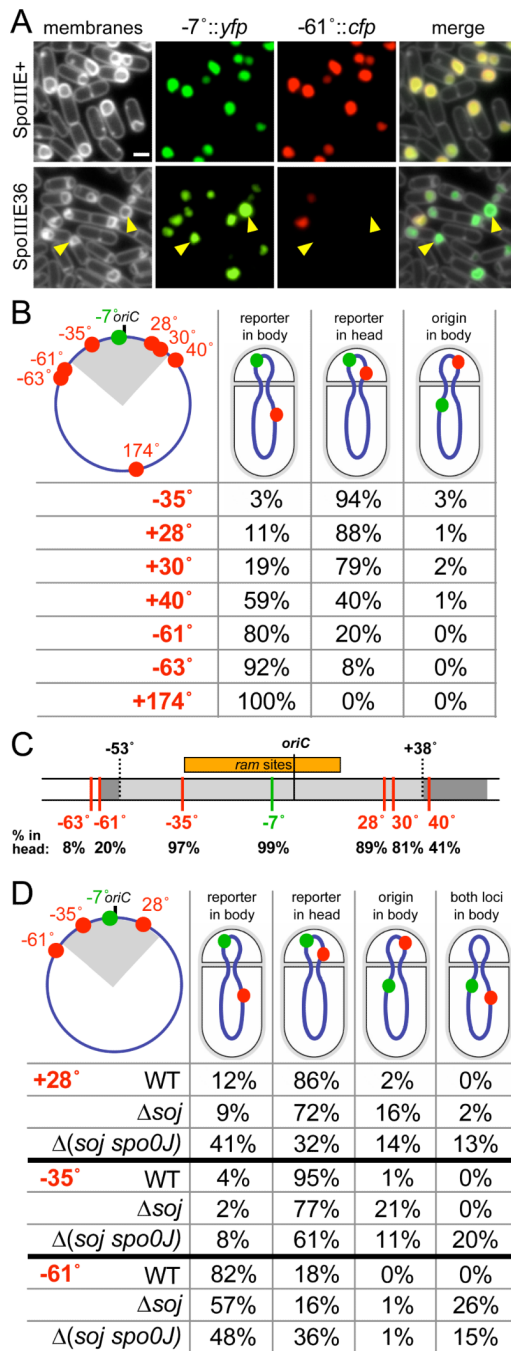 A
membranes
-7°::yfp
-61°::cfp
merge
SpoIIIE+
SpoIIIE36
B
-7° oriC
-35° 28°
30°
-61° 40°
-63°
174°
reporter in body
reporter in head
origin in body
-35° 3% 94% 3%
+28° 11% 88% 1%
+30° 19% 79% 2%
+40° 59% 40% 1%
-61° 80% 20% 0%
-63° 92% 8% 0%
+174° 100% 0% 0%
C
-53° oriC +38°
ram sites
-63° -61° -35° -7° 28° 30° 40°
% in head: 8% 20% 97% 99% 89% 81% 41%
D
-7° oriC
-35° 28°
-61°
reporter in body
reporter in head
origin in body
both loci in body
+28° WT 12% 86% 2% 0%
Δsoj 9% 72% 16% 2%
Δ(soj spo0J) 41% 32% 14% 13%
-35° WT 4% 95% 1% 0%
Δsoj 2% 77% 21% 0%
Δ(soj spo0J) 8% 61% 11% 20%
-61° WT 82% 18% 0% 0%
Δsoj 57% 16% 1% 26%
Δ(soj spo0J) 48% 36% 1% 15%